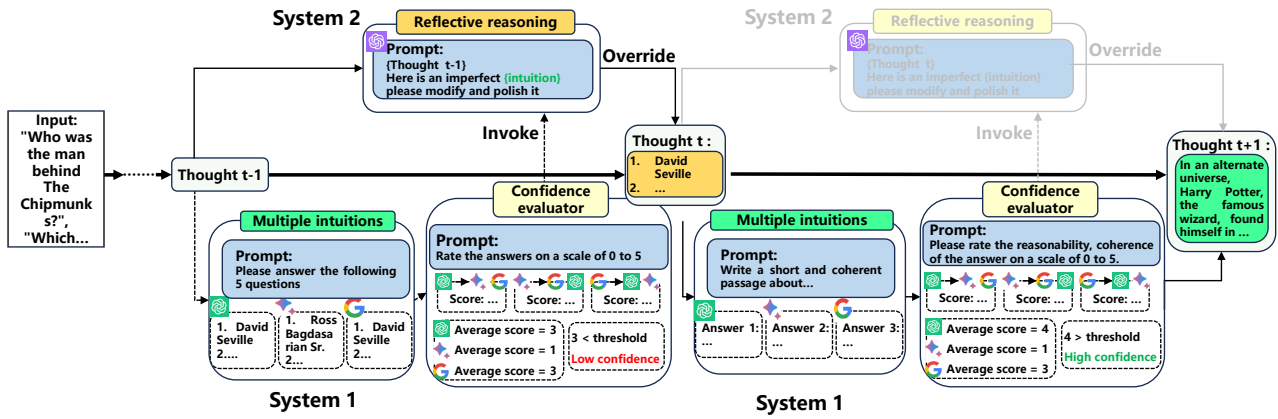 System 2
Reflective reasoning
Prompt:
{Thought t-1}
Here is an imperfect {intuition}
please modify and polish it
Override
Invoke
Input:
"Who was
the man
behind
The
Chipmunk
s?",
"Which...
Thought t-1
Thought t :
1. David
Seville
2. ...
Multiple intuitions
Prompt:
Please answer the following
5 questions
1. David
Seville
2....
1. Ross
Bagdasa
rian Sr.
2...
1. David
Seville
2....
Confidence
evaluator
Prompt:
Rate the answers on a scale of 0 to 5
Score: ...
Score: ...
Score: ...
Average score = 3
Average score = 1
Average score = 3
3 < threshold
Low confidence
System 1
System 2
Reflective reasoning
Prompt:
{Thought t}
Here is an imperfect (intuition)
please modify and polish it
Override
Invoke
Thought t+1 :
In an alternate
universe,
Harry Potter,
the famous
wizard, found
himself in ...
Multiple intuitions
Prompt:
Write a short and coherent
passage about...
Answer 1:
...
Answer 2:
...
Answer 3:
...
Confidence
evaluator
Prompt:
Please rate the reasonability, coherence
of the answer on a scale of 0 to 5.
Score: ...
Score: ...
Score: ...
Average score = 4
Average score = 1
Average score = 3
4 > threshold
High confidence
System 1